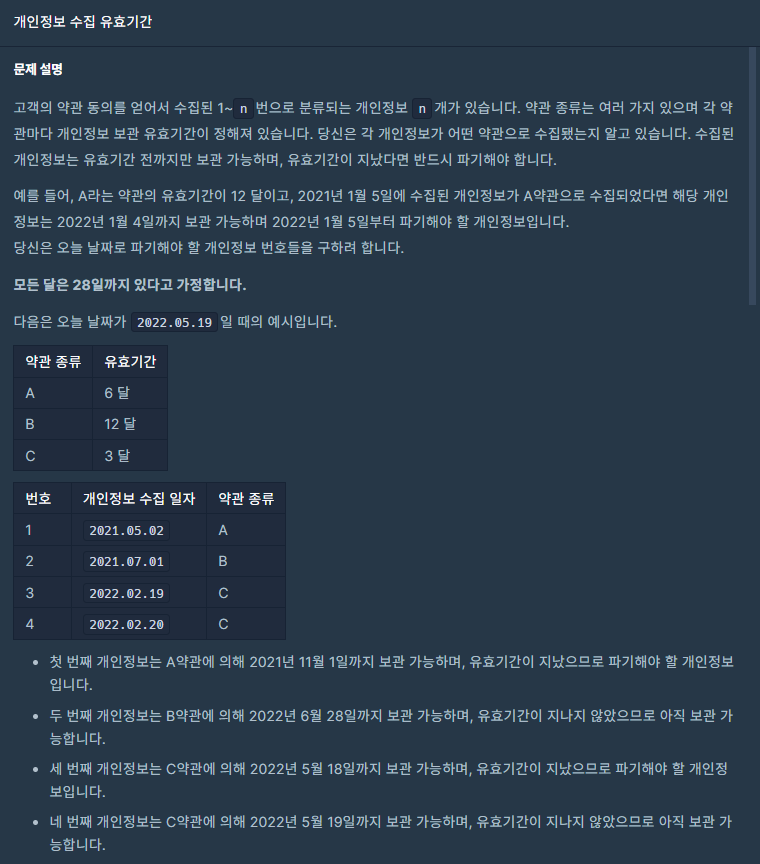 개인정보 수집 유효기간
문제 설명
고객의 약관 동의를 얻어서 수집된 1~n번으로 분류되는 개인정보 n개가 있습니다. 약관 종류는 여러 가지 있으며 각 약
관마다 개인정보 보관 유효기간이 정해져 있습니다. 당신은 각 개인정보가 어떤 약관으로 수집됐는지 알고 있습니다. 수집된
개인정보는 유효기간 전까지만 보관 가능하며, 유효기간이 지났다면 반드시 파기해야 합니다.
예를 들어, A라는 약관의 유효기간이 12 달이고, 2021년 1월 5일에 수집된 개인정보가 A약관으로 수집되었다면 해당 개인
정보는 2022년 1월 4일까지 보관 가능하며 2022년 1월 5일부터 파기해야 할 개인정보입니다.
당신은 오늘 날짜로 파기해야 할 개인정보 번호들을 구하려 합니다.
모든 달은 28일까지 있다고 가정합니다.
다음은 오늘 날짜가 2022.05.19일 때의 예시입니다.
약관 종류 유효기간
A 6 달
B 12 달
C 3 달
번호 개인정보 수집 일자 약관 종류
1 2021.05.02 A
2 2021.07.01 B
3 2022.02.19 C
4 2022.02.20 C
• 첫 번째 개인정보는 A약관에 의해 2021년 11월 1일까지 보관 가능하며, 유효기간이 지났으므로 파기해야 할 개인정보
입니다.
• 두 번째 개인정보는 B약관에 의해 2022년 6월 28일까지 보관 가능하며, 유효기간이 지나지 않았으므로 아직 보관 가
능합니다.
• 세 번째 개인정보는 C약관에 의해 2022년 5월 18일까지 보관 가능하며, 유효기간이 지났으므로 파기해야 할 개인정
보입니다.
• 네 번째 개인정보는 C약관에 의해 2022년 5월 19일까지 보관 가능하며, 유효기간이 지나지 않았으므로 아직 보관 가
능합니다.